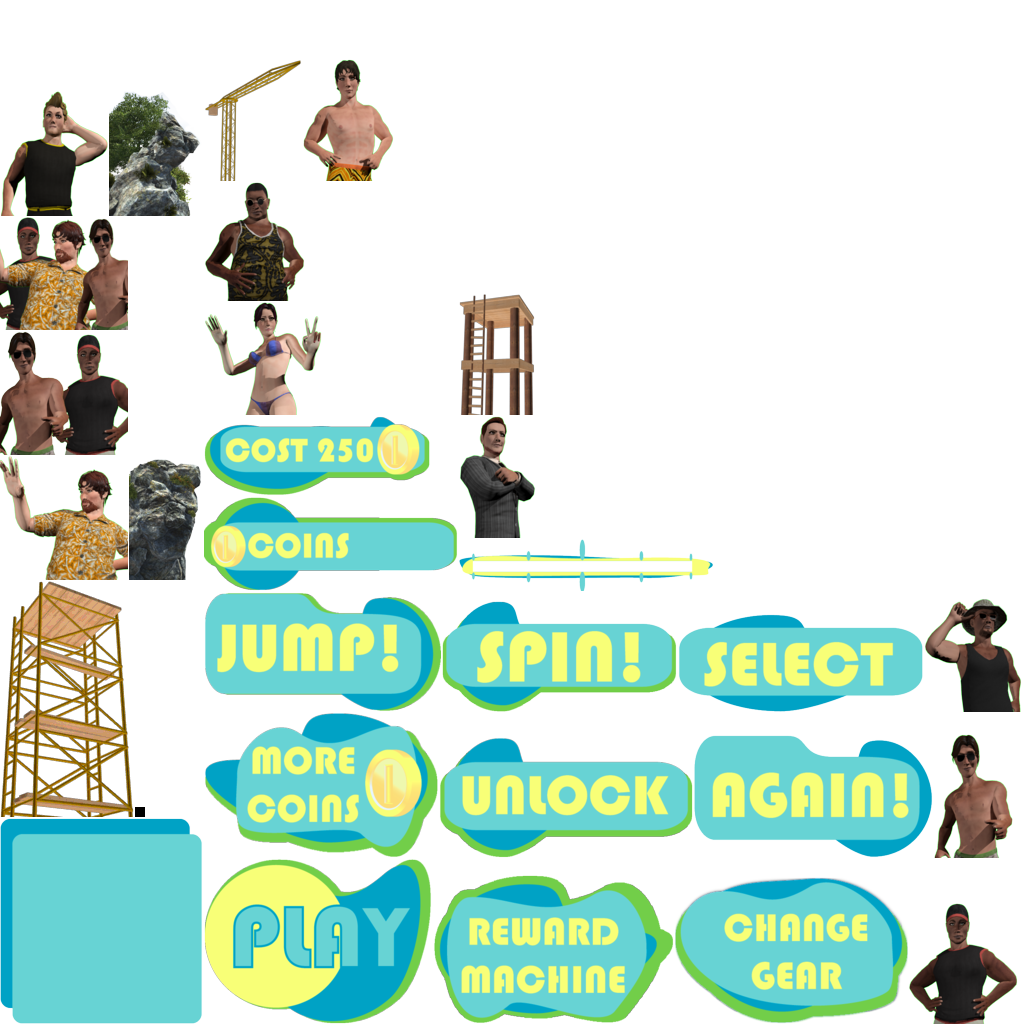 COST 250
COINS
JUMP!
SPIN!
SELECT
MORE
COINS
UNLOCK
AGAIN!
PLAY
REWARD
MACHINE
CHANGE
GEAR